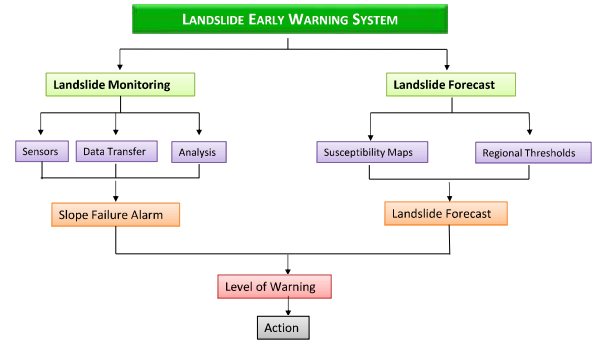 LANDSLIDE EARLY WARNING SYSTEM
Landslide Monitoring
Landslide Forecast
Sensors
Data Transfer
Analysis
Susceptibility Maps
Regional Thresholds
Slope Failure Alarm
Landslide Forecast
Level of Warning
Action